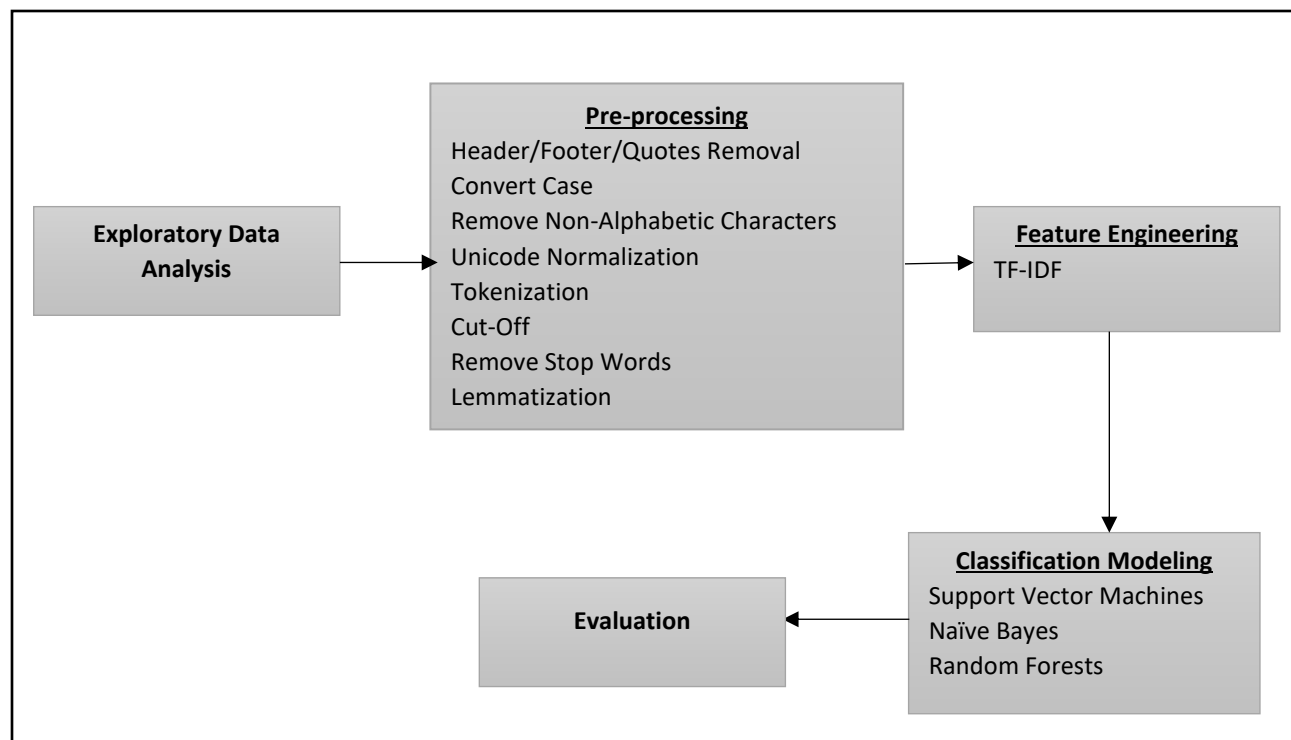 Exploratory Data
Analysis
Pre-processing
Header/Footer/Quotes Removal
Convert Case
Remove Non-Alphabetic Characters
Unicode Normalization
Tokenization
Cut-Off
Remove Stop Words
Lemmatization
Feature Engineering
TF-IDF
Classification Modeling
Support Vector Machines
Naïve Bayes
Random Forests
Evaluation